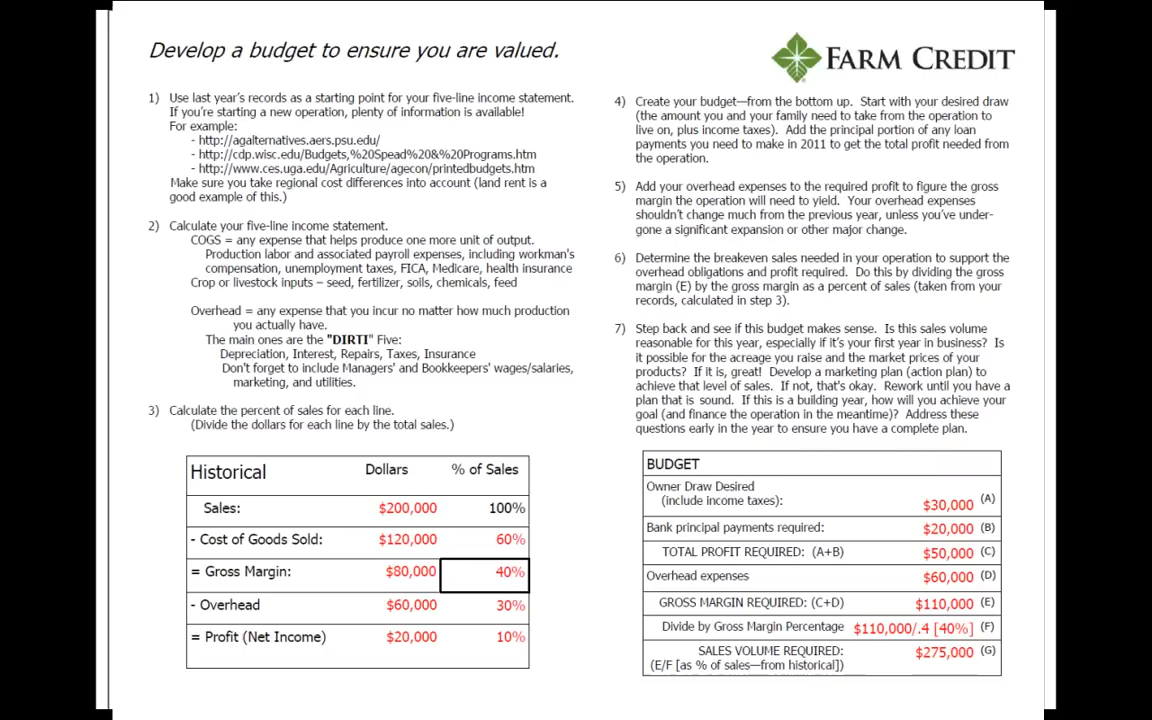 Develop a budget to ensure you are valued.
FARM CREDIT
1) Use last year's records as a starting point for your five-line income statement.
If you're starting a new operation, plenty of information is available!
For example:
- http://agalternatives.aers.psu.edu/
- http://cdp.wisc.edu/Budgets,%20Spead%20&%20Programs.htm
- http://www.ces.uga.edu/Agriculture/agecon/printedbudgets.htm
Make sure you take regional cost differences into account (land rent is a
good example of this.)
2) Calculate your five-line income statement.
COGS = any expense that helps produce one more unit of output.
Production labor and associated payroll expenses, including workman's
compensation, unemployment taxes, FICA, Medicare, health insurance
Crop or livestock inputs – seed, fertilizer, soils, chemicals, feed
Overhead = any expense that you incur no matter how much production
you actually have.
The main ones are the "DIRTI" Five:
Depreciation, Interest, Repairs, Taxes, Insurance
Don't forget to include Managers' and Bookkeepers' wages/salaries,
marketing, and utilities.
3) Calculate the percent of sales for each line.
(Divide the dollars for each line by the total sales.)
Historical Dollars % of Sales
Sales: $200,000 100%
- Cost of Goods Sold: $120,000 60%
= Gross Margin: $80,000 40%
- Overhead $60,000 30%
= Profit (Net Income) $20,000 10%
4) Create your budget—from the bottom up. Start with your desired draw
(the amount you and your family need to take from the operation to
live on, plus income taxes). Add the principal portion of any loan
payments you need to make in 2011 to get the total profit needed from
the operation.
5) Add your overhead expenses to the required profit to figure the gross
margin the operation will need to yield. Your overhead expenses
shouldn't change much from the previous year, unless you've under-
gone a significant expansion or other major change.
6) Determine the breakeven sales needed in your operation to support the
overhead obligations and profit required. Do this by dividing the gross
margin (E) by the gross margin as a percent of sales (taken from your
records, calculated in step 3).
7) Step back and see if this budget makes sense. Is this sales volume
reasonable for this year, especially if it's your first year in business? Is
it possible for the acreage you raise and the market prices of your
products? If it is, great! Develop a marketing plan (action plan) to
achieve that level of sales. If not, that's okay. Rework until you have a
plan that is sound. If this is a building year, how will you achieve your
goal (and finance the operation in the meantime)? Address these
questions early in the year to ensure you have a complete plan.
BUDGET
Owner Draw Desired
(include income taxes): $30,000 (A)
Bank principal payments required: $20,000 (B)
TOTAL PROFIT REQUIRED: (A+B) $50,000 (C)
Overhead expenses $60,000 (D)
GROSS MARGIN REQUIRED: (C+D) $110,000 (E)
Divide by Gross Margin Percentage $110,000/.4 [40%] (F)
SALES VOLUME REQUIRED: $275,000 (G)
(E/F [as % of sales—from historical])